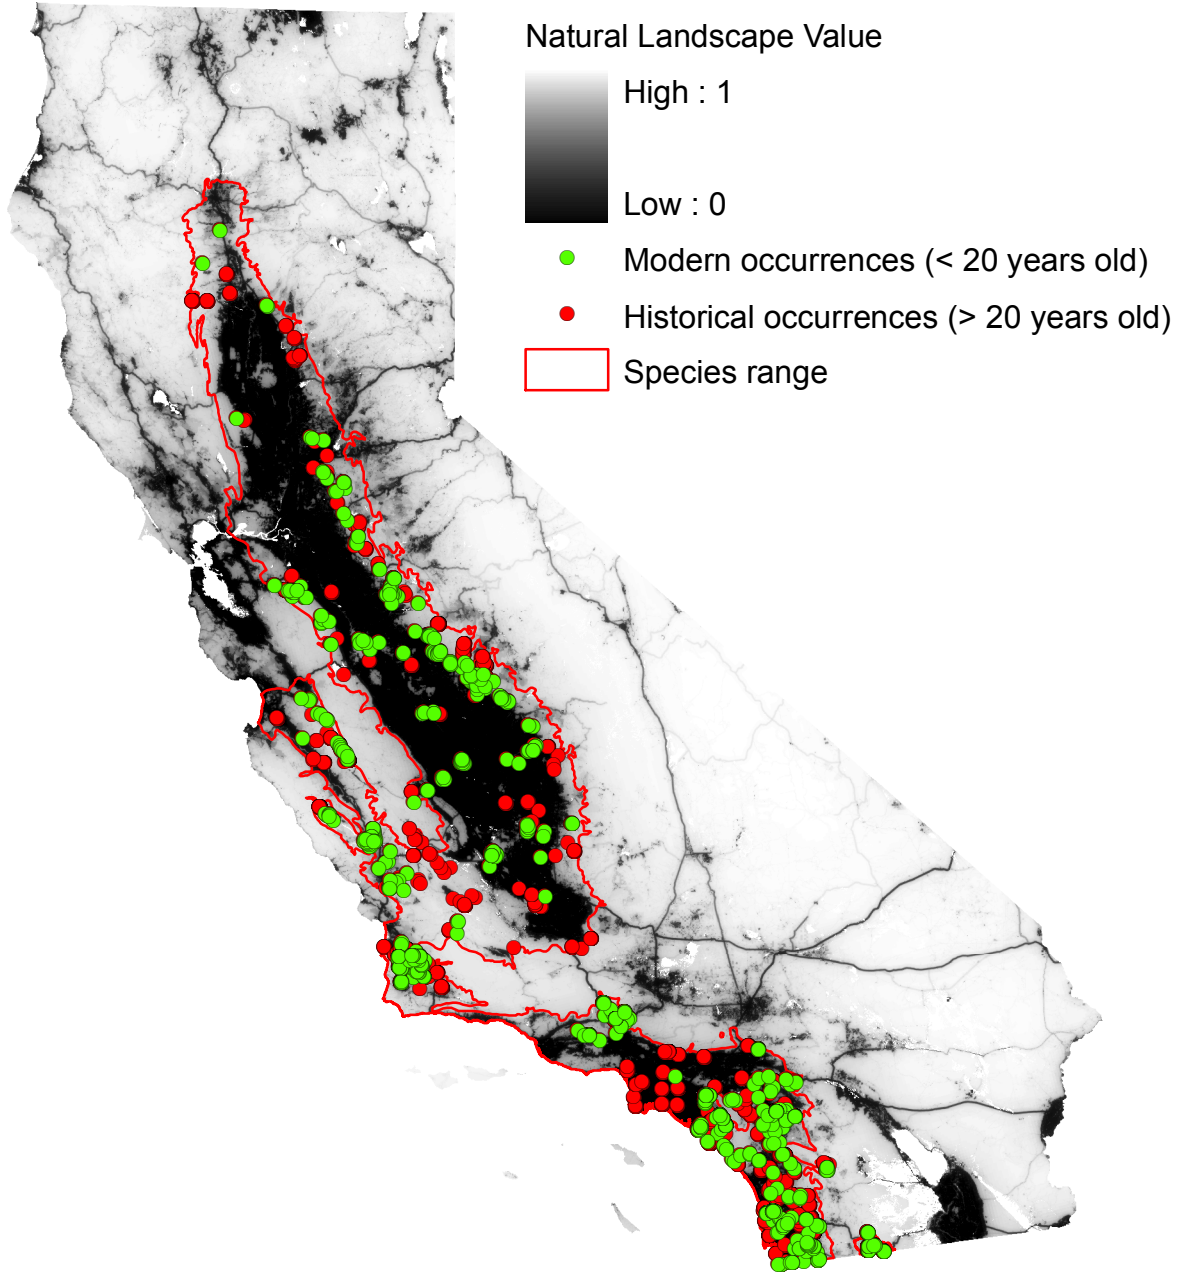 Natural Landscape Value
High : 1
Low : 0
Modern occurrences (< 20 years old)
Historical occurrences (> 20 years old)
Species range